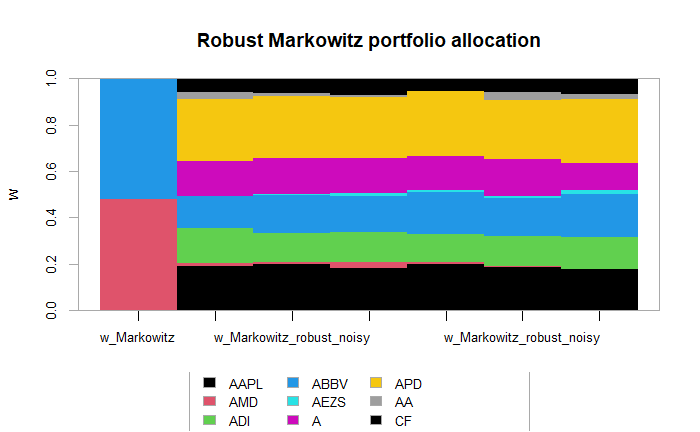 Robust Markowitz portfolio allocation
1.0
0.8
0.6
0.4
0.2
0.0
w
w_Markowitz w_Markowitz_robust_noisy w_Markowitz_robust_noisy
AAPL ABBV APD
AMD AEZS AA
ADI A CF